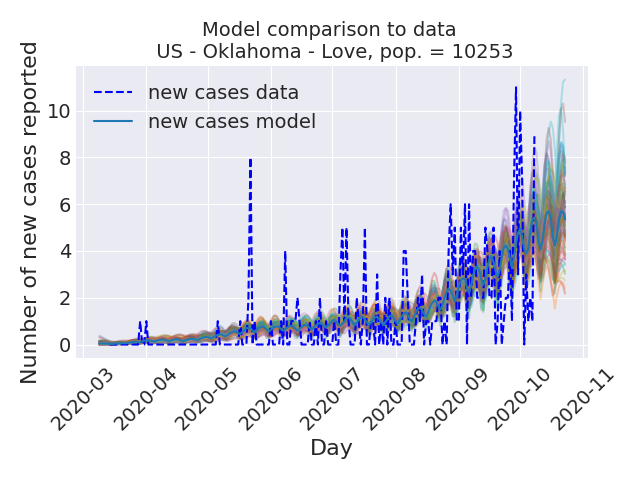 Model comparison to data
US - Oklahoma - Love, pop. = 10253
Number of new cases reported
10
8
6
4
2
0
new cases data
new cases model
2020-03
2020-04
2020-05
2020-06
2020-07
2020-08
2020-09
2020-10
2020-11
Day